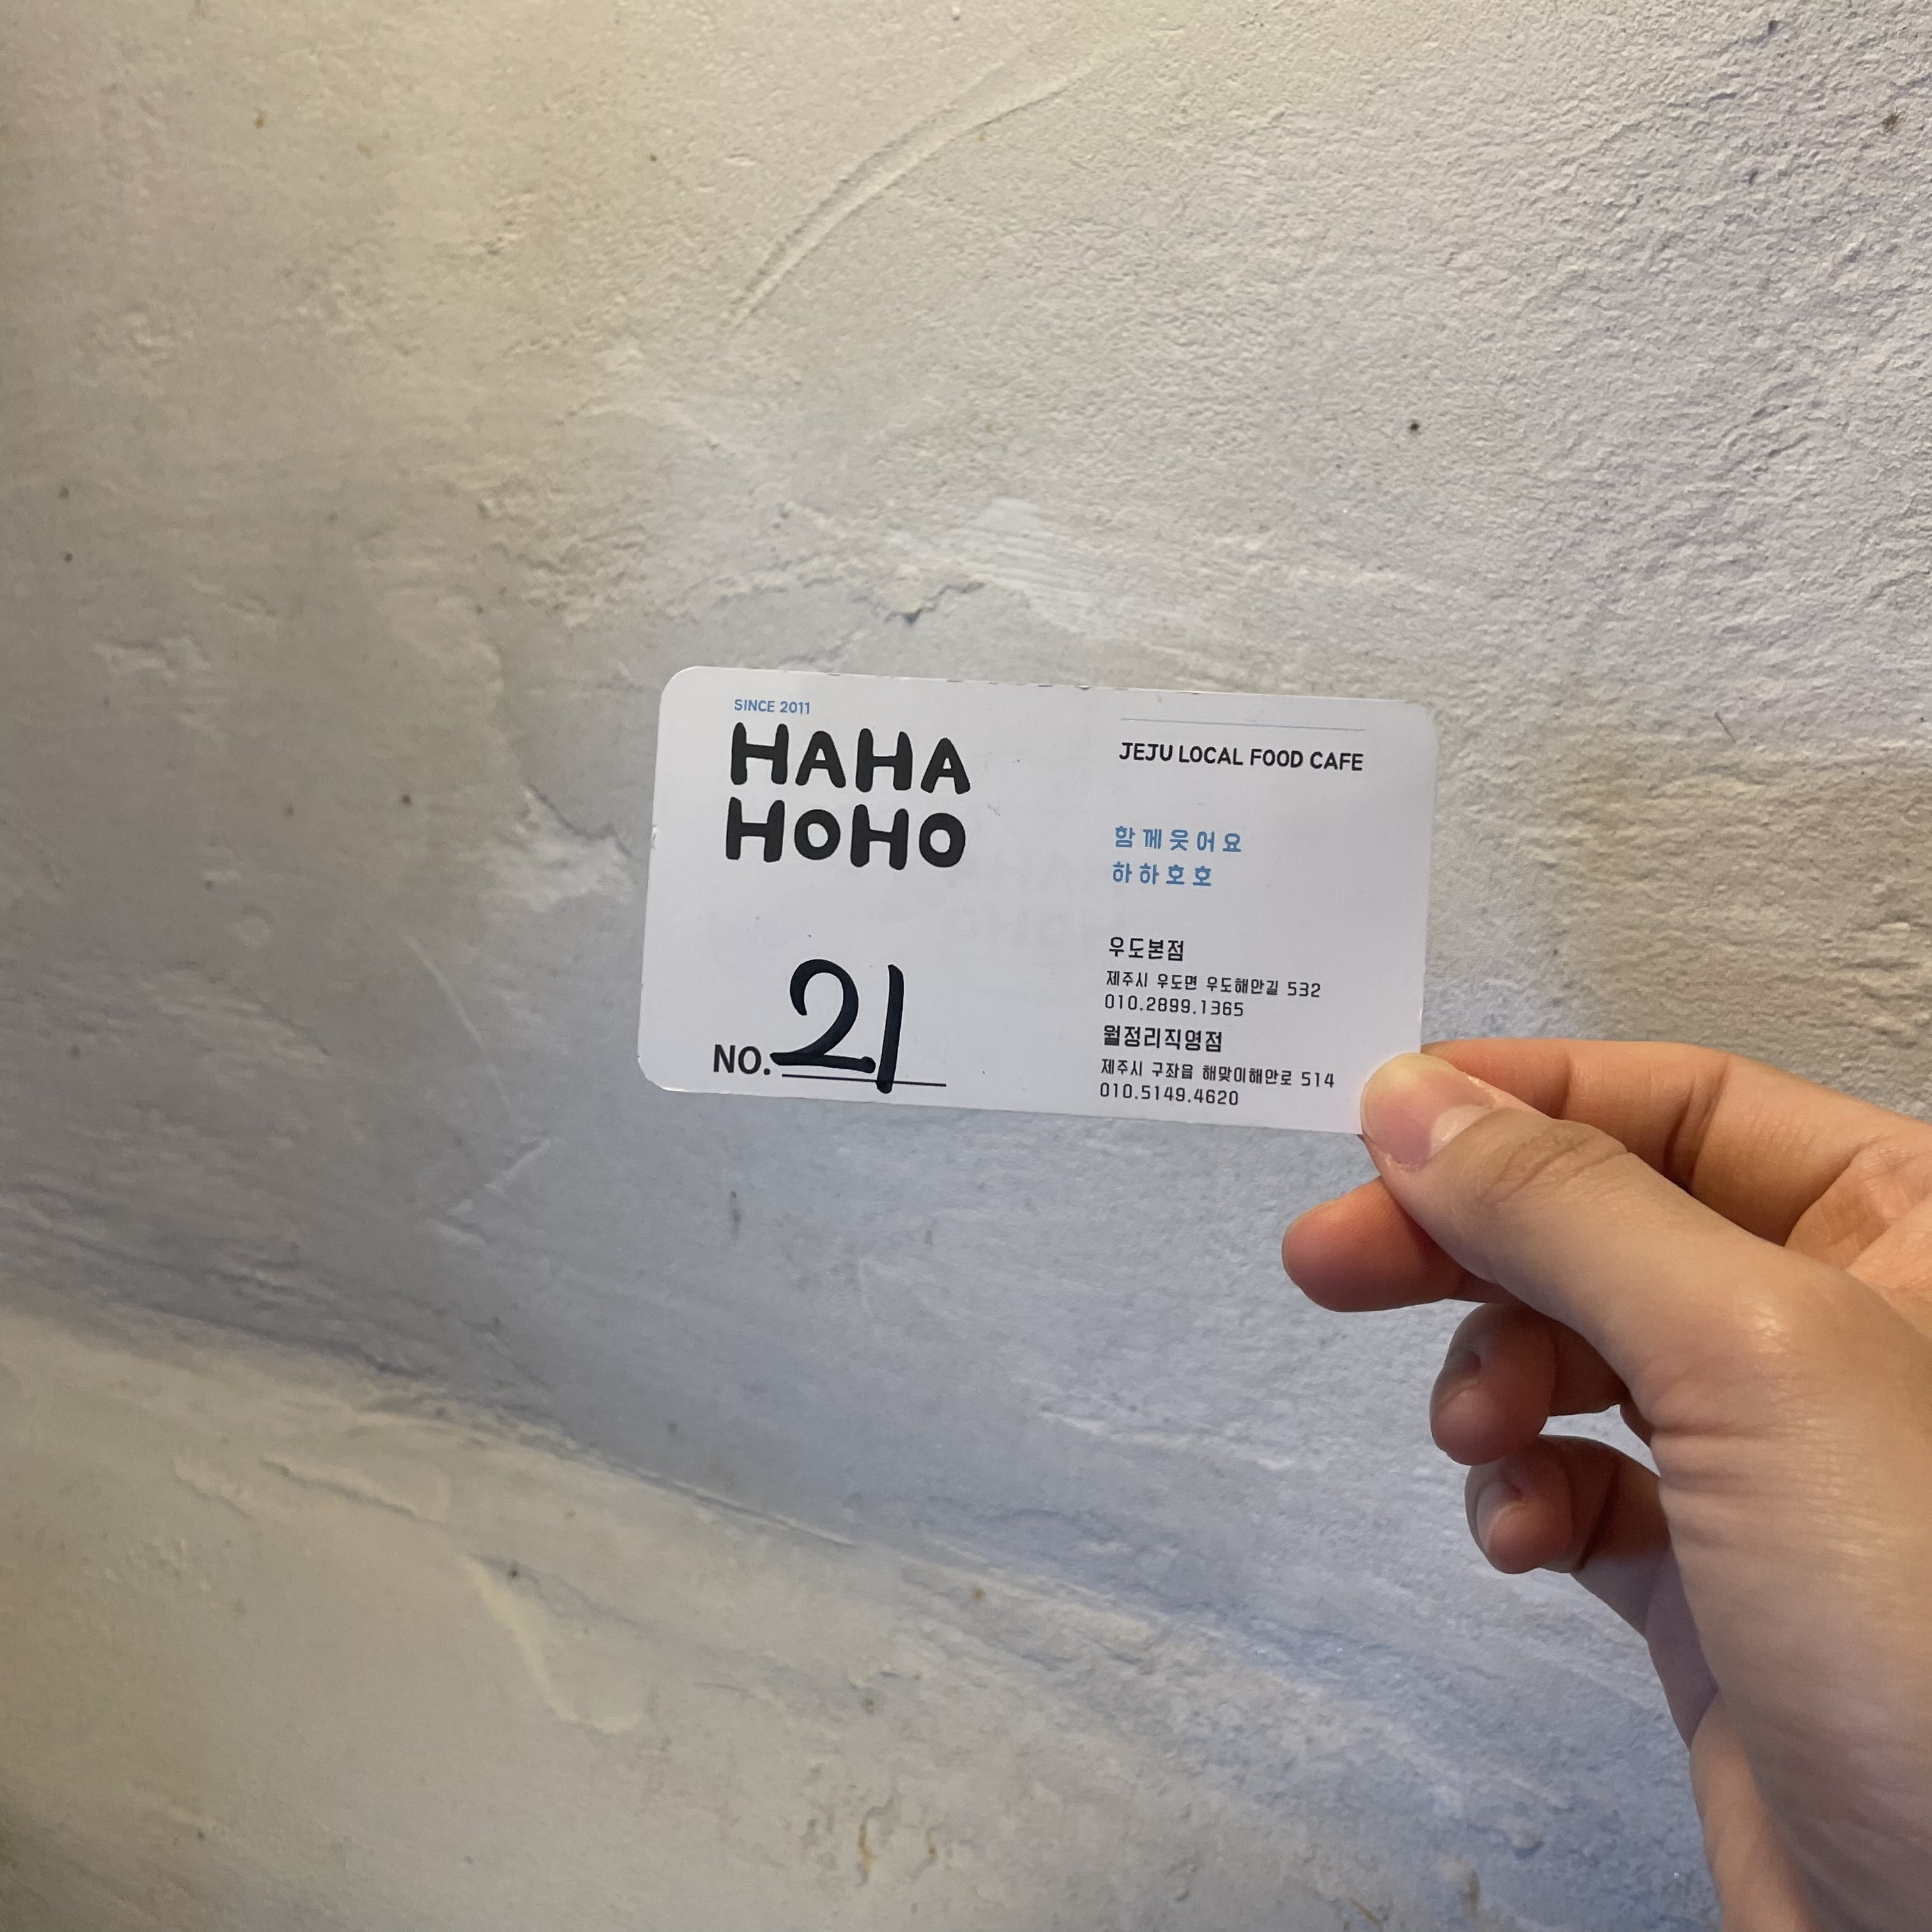 SINCE 2011
HAHA
HOHO
NO. 21
JEJU LOCAL FOOD CAFE
함께웃어요
하하호호
우도본점
제주시 우도면 우도해안길 532
010.2899.1365
월정리직영점
제주시 구좌읍 해맞이해안로 514
010.5149.4620